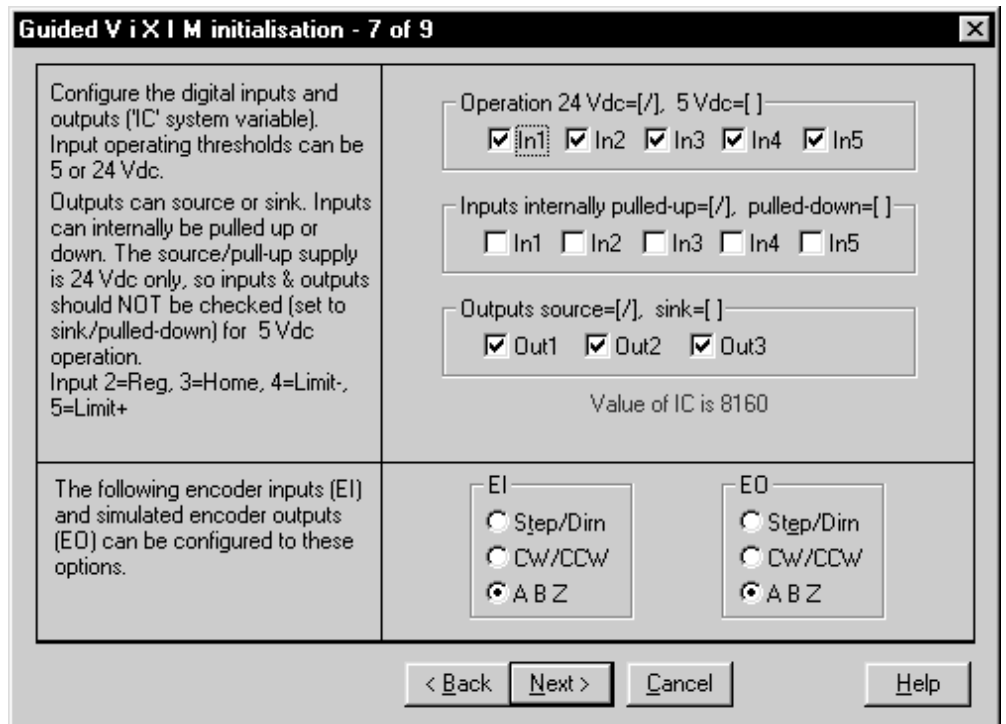 Guided V i X I M initialisation - 7 of 9
Configure the digital inputs and
outputs ('IC' system variable).
Input operating thresholds can be
5 or 24 Vdc.
Outputs can source or sink. Inputs
can internally be pulled up or
down. The source/pull-up supply
is 24 Vdc only, so inputs & outputs
should NOT be checked (set to
sink/pulled-down) for 5 Vdc
operation.
Input 2=Reg, 3=Home, 4=Limit-,
5=Limit+
Operation 24 Vdc=[/], 5 Vdc=[ ]
In1 In2 In3 In4 In5
Inputs internally pulled-up=[/], pulled-down=[ ]
In1 In2 In3 In4 In5
Outputs source=[/], sink=[ ]
Out1 Out2 Out3
Value of IC is 8160
The following encoder inputs (EI)
and simulated encoder outputs
(EO) can be configured to these
options.
EI
Step/Dirn
CW/CCW
A B Z
EO
Step/Dirn
CW/CCW
A B Z
< Back Next > Cancel Help